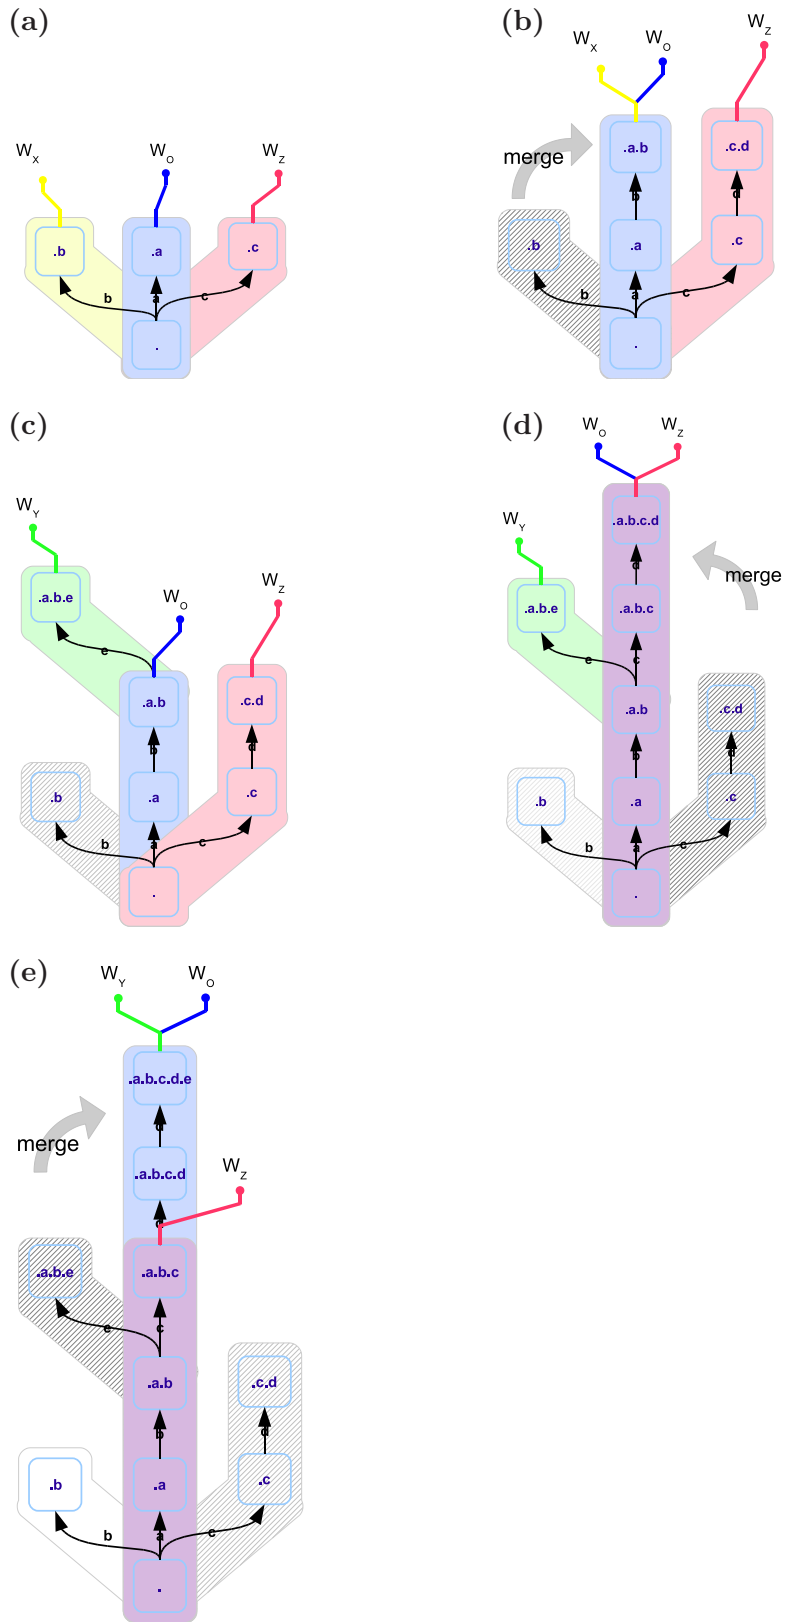 (a)
W_X W_O W_Z
.b .a .c
b a c
.
(b)
W_X W_O W_Z
merge
.a.b .c.d
b d
.b .a .c
b a c
.
(c)
W_Y
W_O W_Z
.a.b.e
e
.a.b .c.d
b d
.b .a .c
b a c
.
(d)
W_O W_Z
W_Y
.a.b.c.d
merge
d
.a.b.e .a.b.c
e c
.a.b .c.d
b d
.b .a .c
b a c
.
(e)
W_Y W_O
.a.b.c.d.e
d
merge
.a.b.c.d
W_Z
.a.b.e .a.b.c
e c
.a.b .c.d
b d
.b .a .c
b a c
.